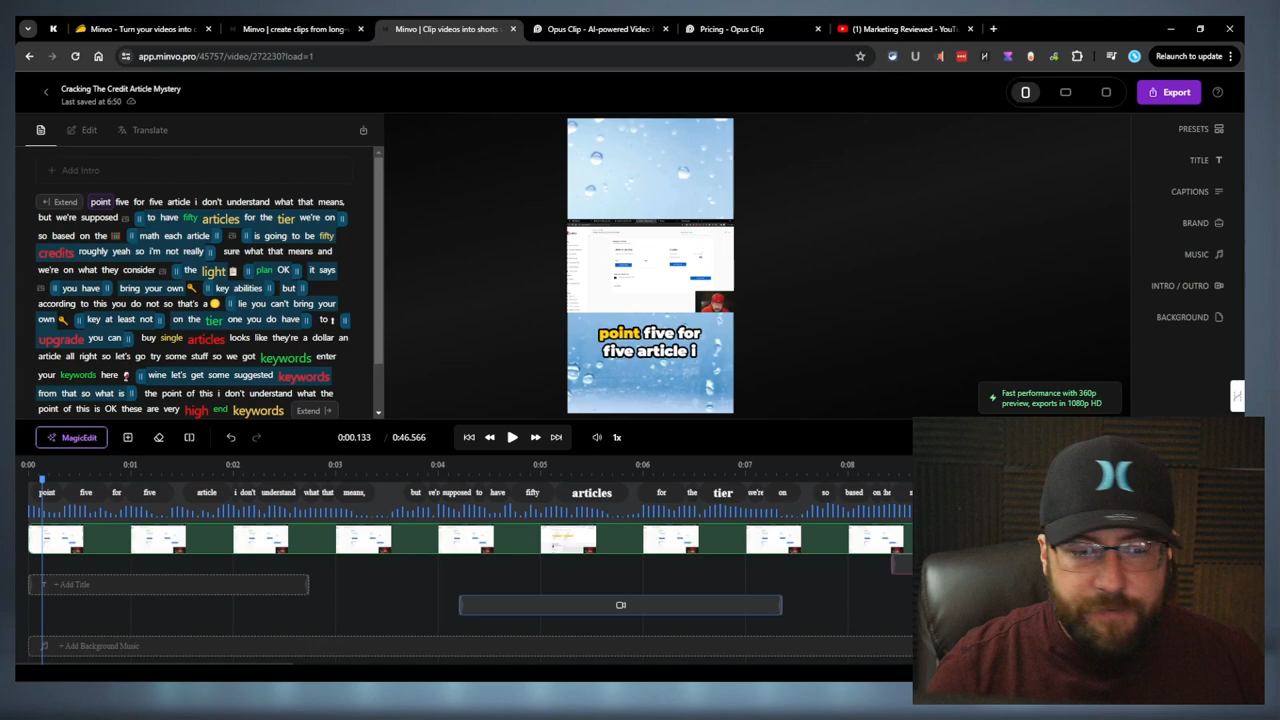 Minvo - Turn your videos into
Minvo | create clips from long-
Minvo | Clip videos into shorts
Opus Clip - AI-powered Video
Pricing - Opus Clip
(1) Marketing Reviewed - YouT
app.minvo.pro/45757/video/272230?load=1
Relaunch to update
Cracking The Credit Article Mystery
Last saved at 6:50
Export
Edit
Translate
Add Intro
Extend point five for five article i don't understand what that means,
but we're supposed to have fifty articles for the tier we're on
so based on the math each article is going to be fifty
credits roughly yeah so i'm not really sure what that means and
we're on what they consider the light plan OK it says
you have bring your own key abilities but
according to this you do not so that's a lie you can't bring your
own key at least not on the tier one you do have to
upgrade you can buy single articles looks like they're a dollar an
article all right so let's go try some stuff so we got keywords enter
your keywords here wine let's get some suggested keywords
from that so what is the point of this i don't understand the
point of this is OK these are very high end keywords Extend
point five for
five article i
PRESETS
TITLE
CAPTIONS
BRAND
MUSIC
INTRO / OUTRO
BACKGROUND
Fast performance with 360p
preview, exports in 1080p HD
MagicEdit
0:00.133
0:46.566
1x
0:00 0:01 0:02 0:03 0:04 0:05 0:06 0:07 0:08
point five for five article i don't understand what that means, but we're supposed to have fifty articles for the tier we're on so based on the
+ Add Title
+ Add Background Music